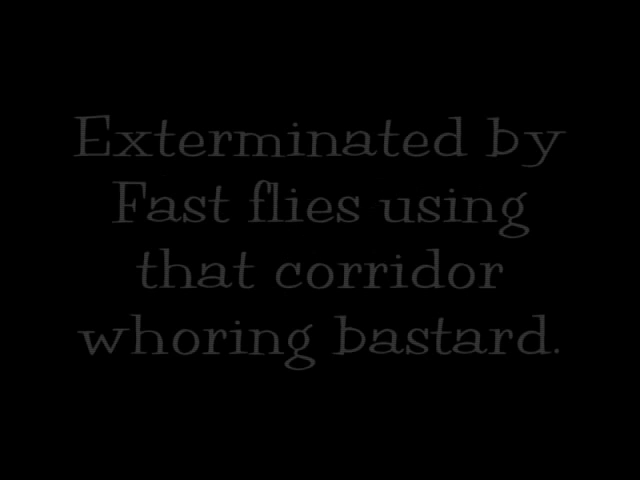 Exterminated by
Fast flies using
that corridor
whoring bastard.